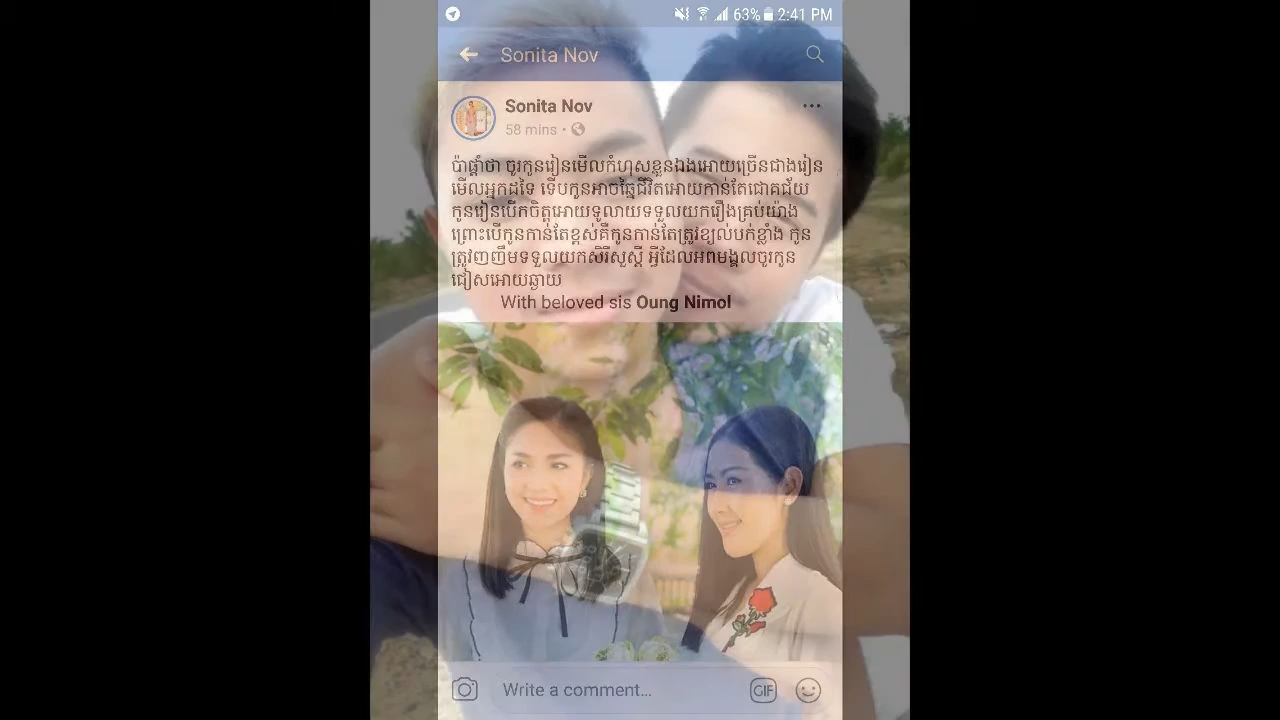 63% 2:41 PM
Sonita Nov
Sonita Nov
58 mins
ប៉ាផ្តាំថា ចូរកូនរៀនមើលកំហុសខ្លួនឯងអោយច្រើនជាងរៀន
មើលអ្នកដទៃ ទើបកូនអាចឆ្នៃជីវិតអោយកាន់តែជោគជ័យ
កូនរៀនបើកចិត្តអោយទូលាយទទួលយករឿងគ្រប់យ៉ាង
ព្រោះបើកូនកាន់តែខ្ពស់គឺកូនកាន់តែត្រូវខ្យល់បក់ខ្លាំង កូន
ត្រូវញញឹមទទួលយកសិរីសួស្តី អ្វីដែលអពមង្គលចូរកូន
ជៀសអោយឆ្ងាយ
With beloved sis Oung Nimol
Write a comment...
GIF